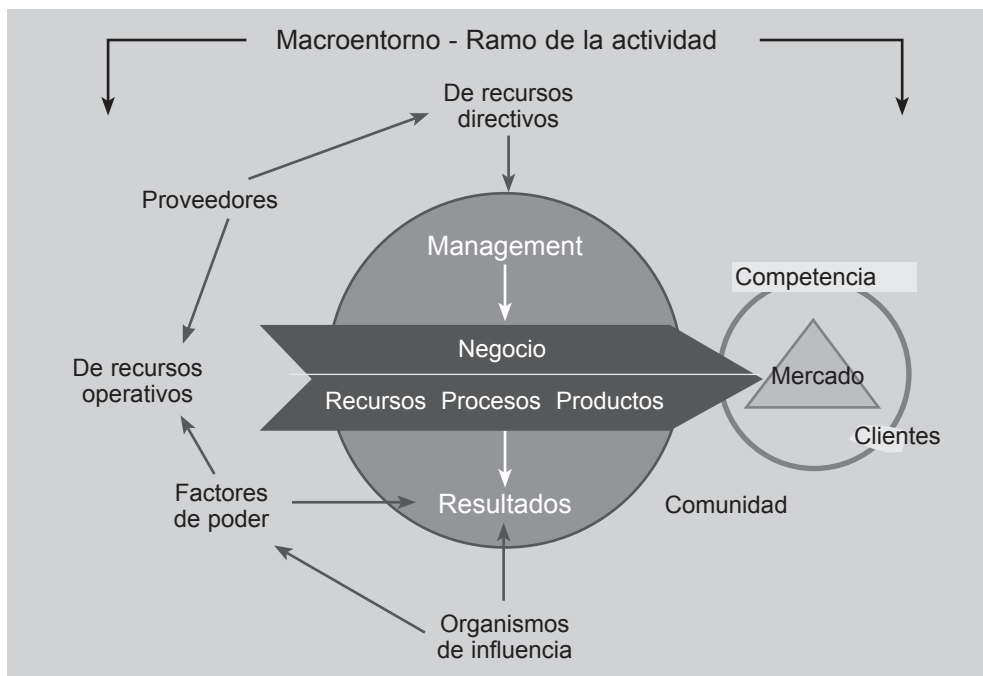 Macroentorno - Ramo de la actividad
De recursos
directivos
Proveedores
Management
Competencia
Negocio
De recursos
operativos
Mercado
Recursos Procesos Productos
Clientes
Factores
de poder
Resultados
Comunidad
Organismos
de influencia